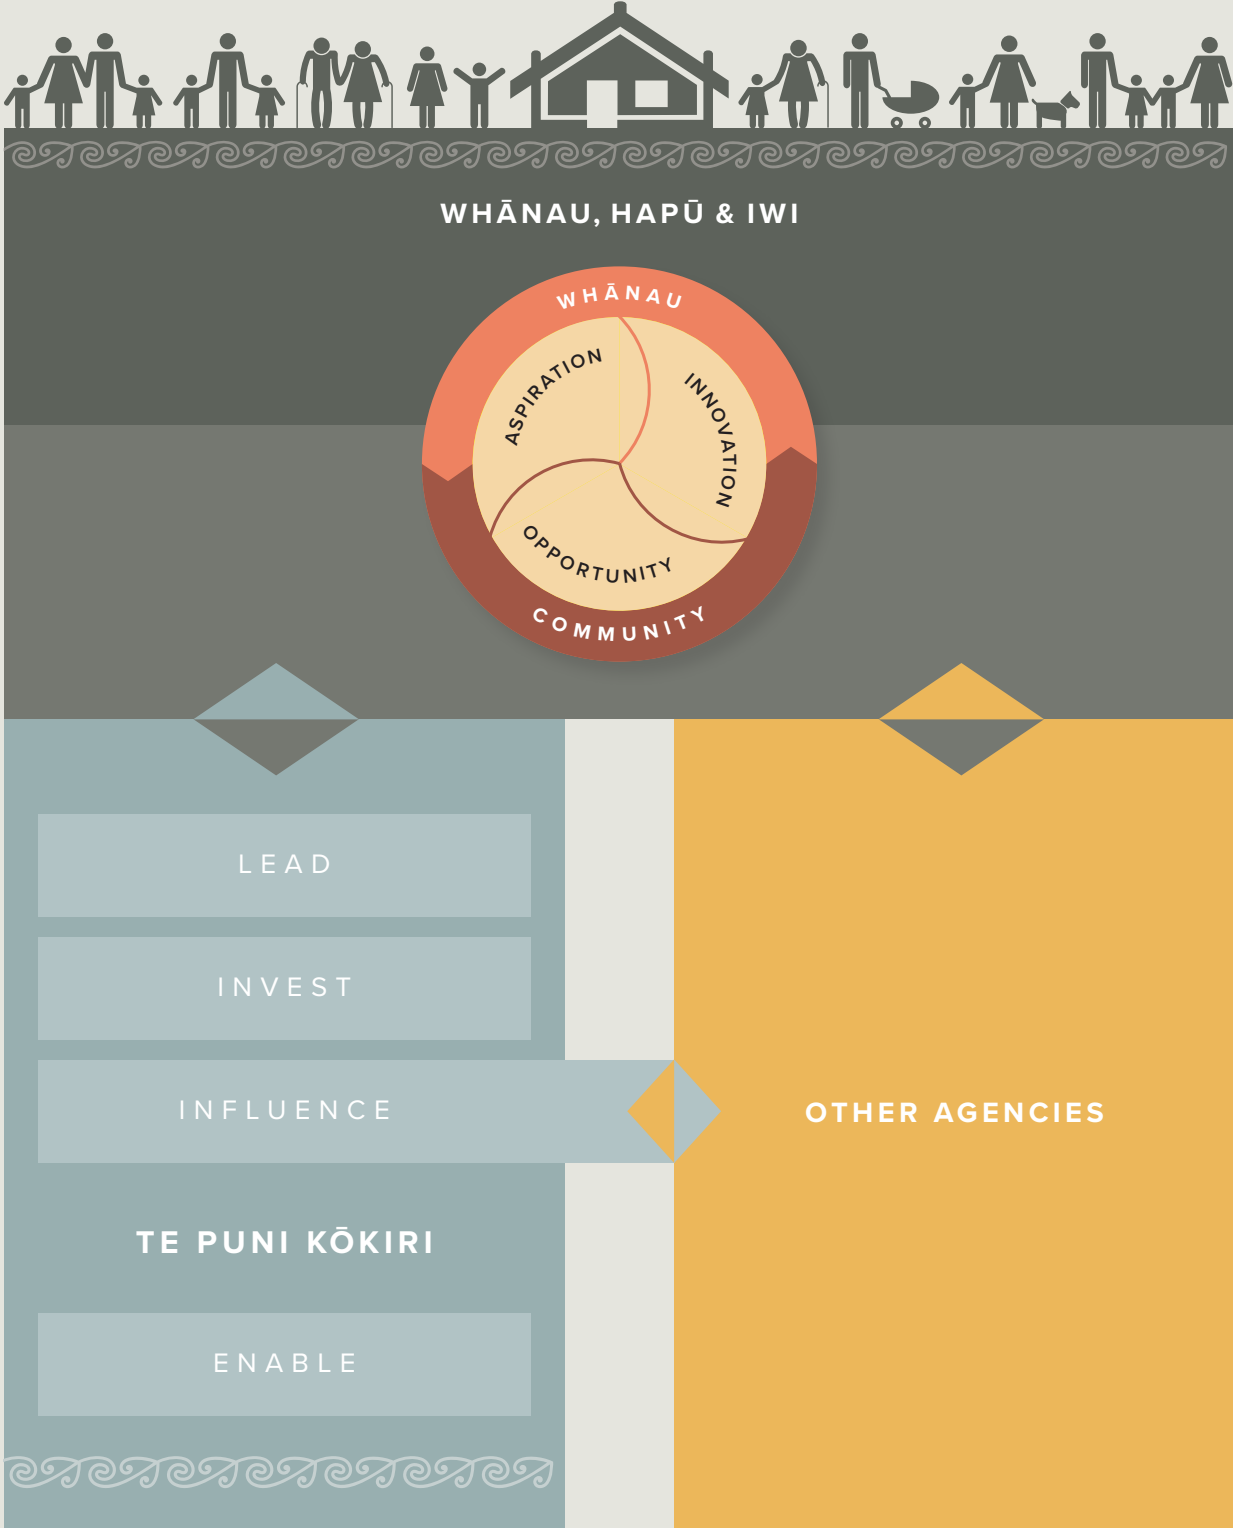 WHĀNAU, HAPŪ & IWI
WHĀNAU
ASPIRATION
INNOVATION
OPPORTUNITY
COMMUNITY
LEAD
INVEST
INFLUENCE
OTHER AGENCIES
TE PUNI KŌKIRI
ENABLE